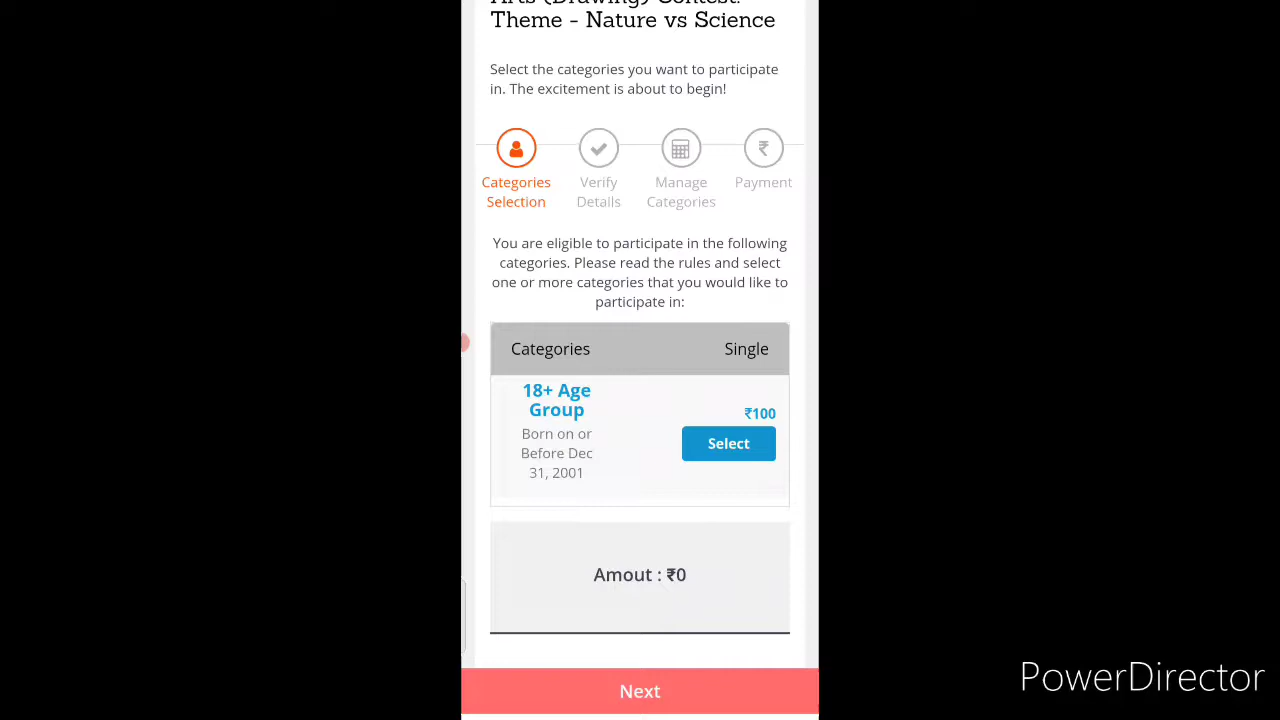 Arts (Drawing) Contest:
Theme - Nature vs Science
Select the categories you want to participate
in. The excitement is about to begin!
Categories
Selection
Verify
Details
Manage
Categories
₹
Payment
You are eligible to participate in the following
categories. Please read the rules and select
one or more categories that you would like to
participate in:
Categories Single
18+ Age
Group
Born on or
Before Dec
31, 2001
₹100
Select
Amout : ₹0
Next
PowerDirector